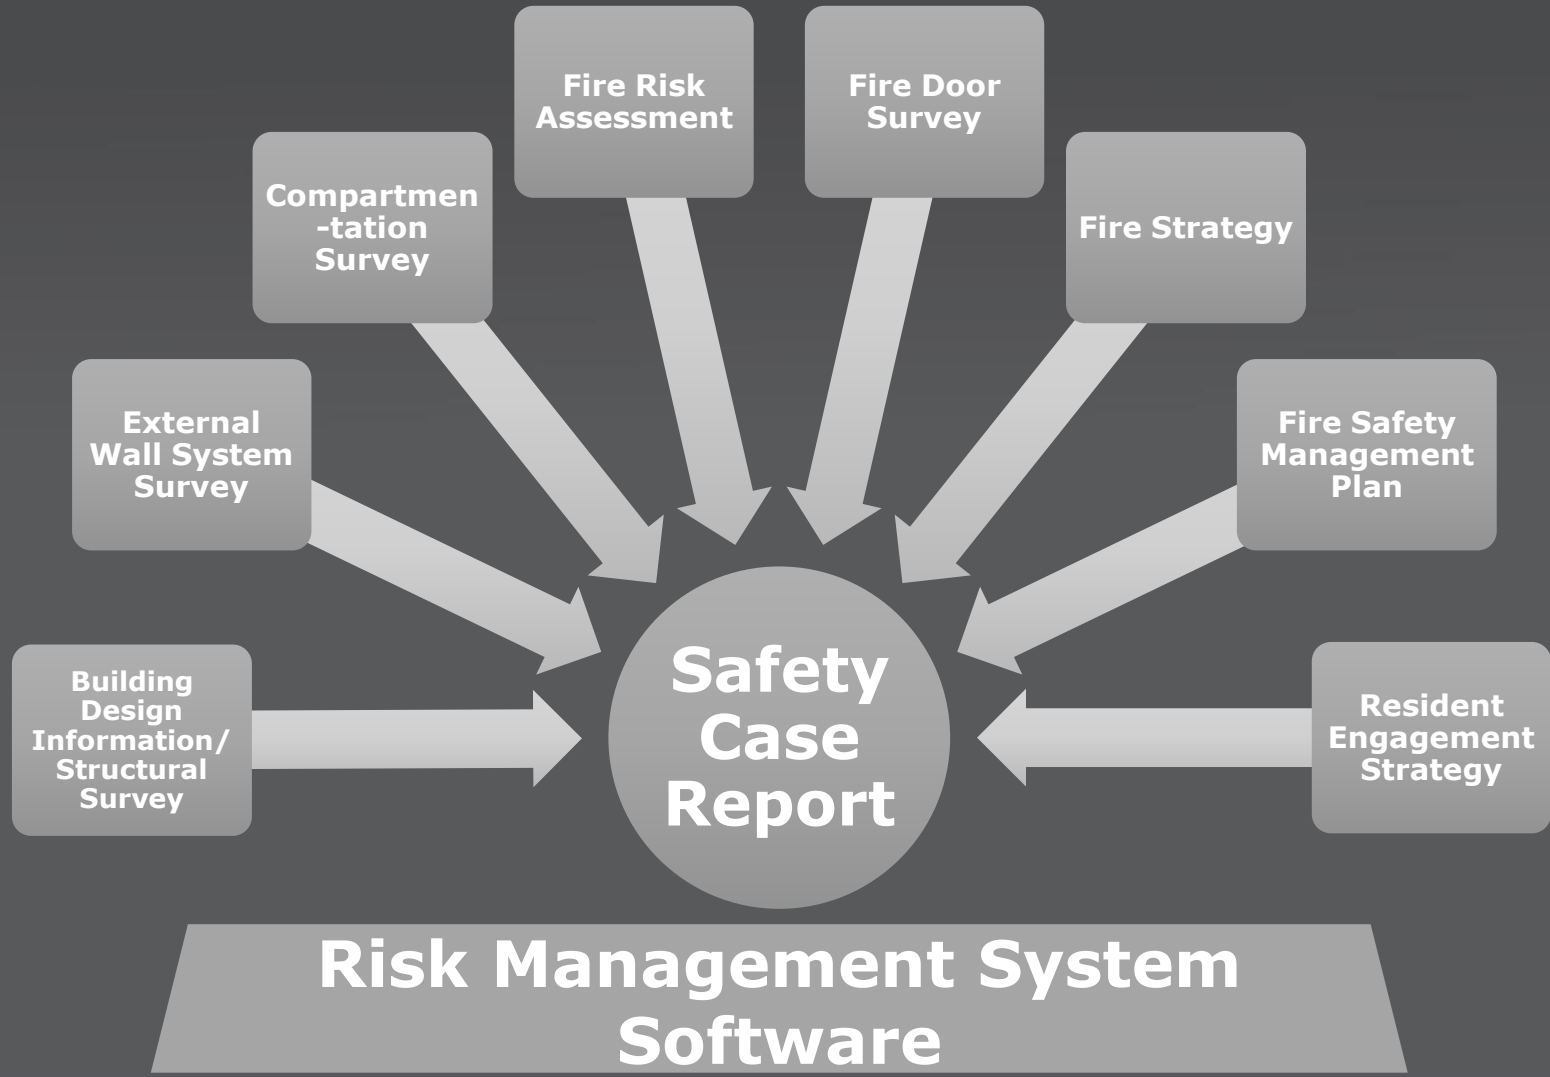 Fire Risk
Assessment
Fire Door
Survey
Compartmen
-tation
Survey
Fire Strategy
External
Wall System
Survey
Fire Safety
Management
Plan
Building
Design
Information/
Structural
Survey
Safety
Case
Report
Resident
Engagement
Strategy
Risk Management System
Software